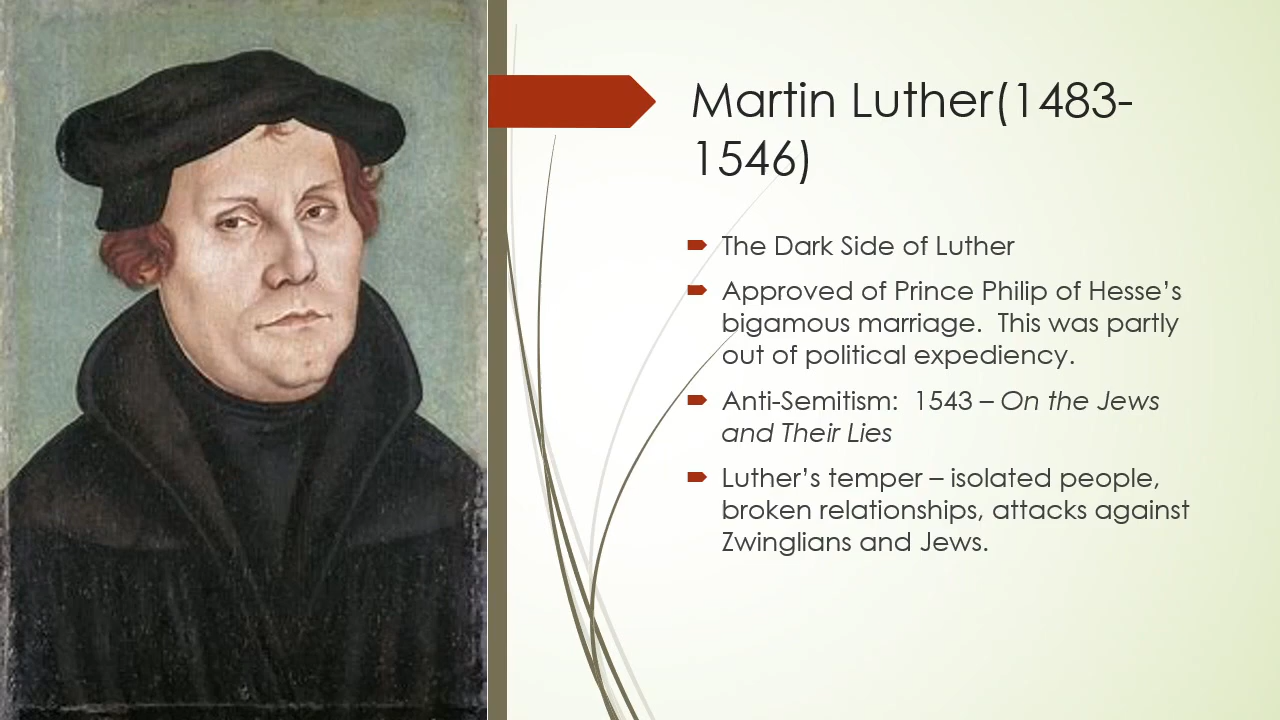 Martin Luther(1483-
1546)
The Dark Side of Luther
Approved of Prince Philip of Hesse’s
bigamous marriage.  This was partly
out of political expediency.
Anti-Semitism:  1543 – On the Jews
and Their Lies
Luther’s temper – isolated people,
broken relationships, attacks against
Zwinglians and Jews.